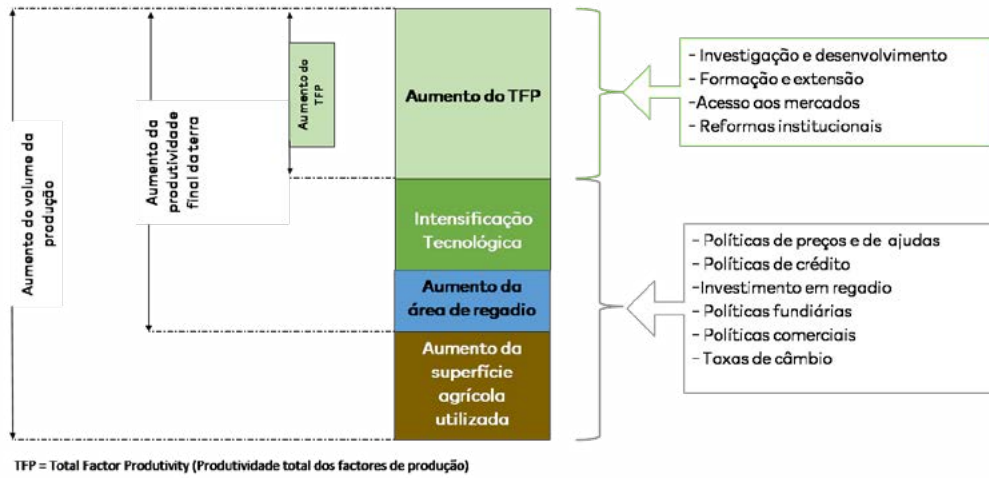 Aumento do volume da
produção
Aumento da
produtividade
final da terra
Aumento do
TFP
Aumento do TFP
Intensificação
Tecnológica
Aumento da
área de regadio
Aumento da
superfície
agrícola
utilizada
- Investigação e desenvolvimento
- Formação e extensão
-Acesso aos mercados
- Reformas institucionais
- Políticas de preços e de ajudas
- Políticas de crédito
-Investimento em regadio
- Políticas fundiárias
- Políticas comerciais
- Taxas de câmbio
TFP = Total Factor Produtivity (Produtividade total dos factores de produção)